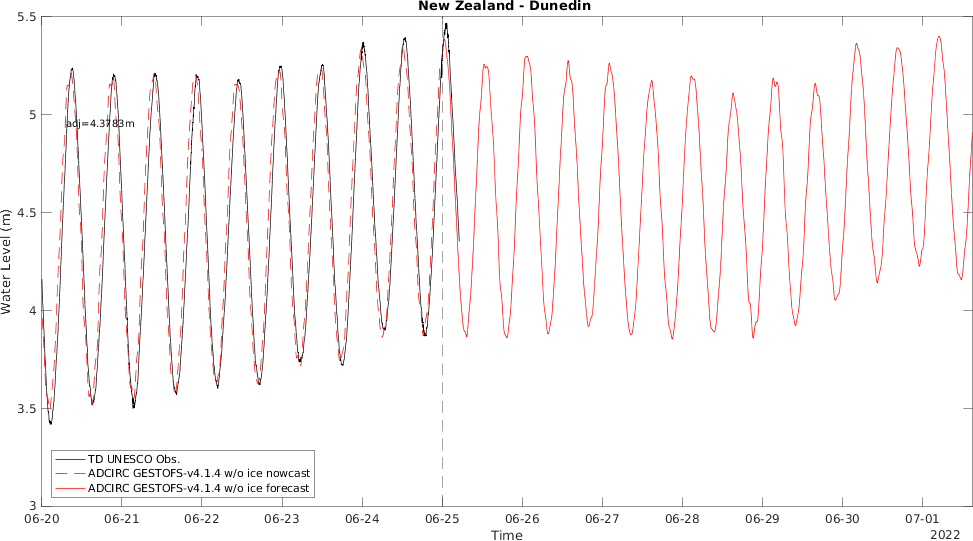 New Zealand - Dunedin
5.5
5
4.5
4
3.5
3
Water Level (m)
adj=4.3783m
TD UNESCO Obs.
ADCIRC GESTOFS-v4.1.4 w/o ice nowcast
ADCIRC GESTOFS-v4.1.4 w/o ice forecast
06-20 06-21 06-22 06-23 06-24 06-25 06-26 06-27 06-28 06-29 06-30 07-01
Time
2022